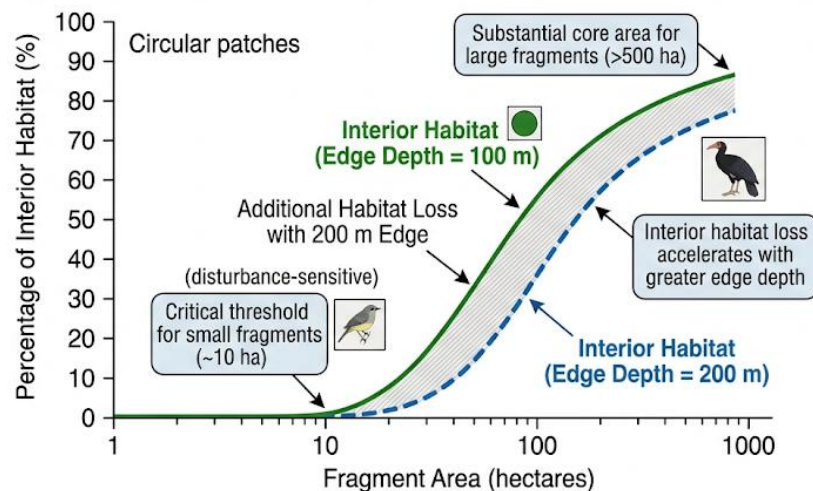 Circular patches
Substantial core area for
large fragments (>500 ha)
Interior Habitat
(Edge Depth = 100 m)
Additional Habitat Loss
with 200 m Edge
(disturbance-sensitive)
Critical threshold
for small fragments
(~10 ha)
Interior habitat loss
accelerates with
greater edge depth
Interior Habitat
(Edge Depth = 200 m)
Percentage of Interior Habitat (%)
100
90
80
70
60
50
40
30
20
10
0
1
10
100
1000
Fragment Area (hectares)